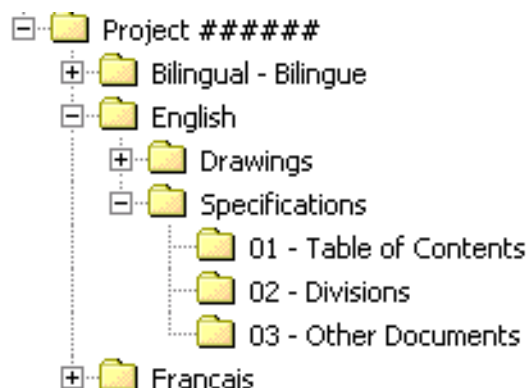 Project ######
Bilingual - Bilingue
English
Drawings
Specifications
01 - Table of Contents
02 - Divisions
03 - Other Documents
Francais